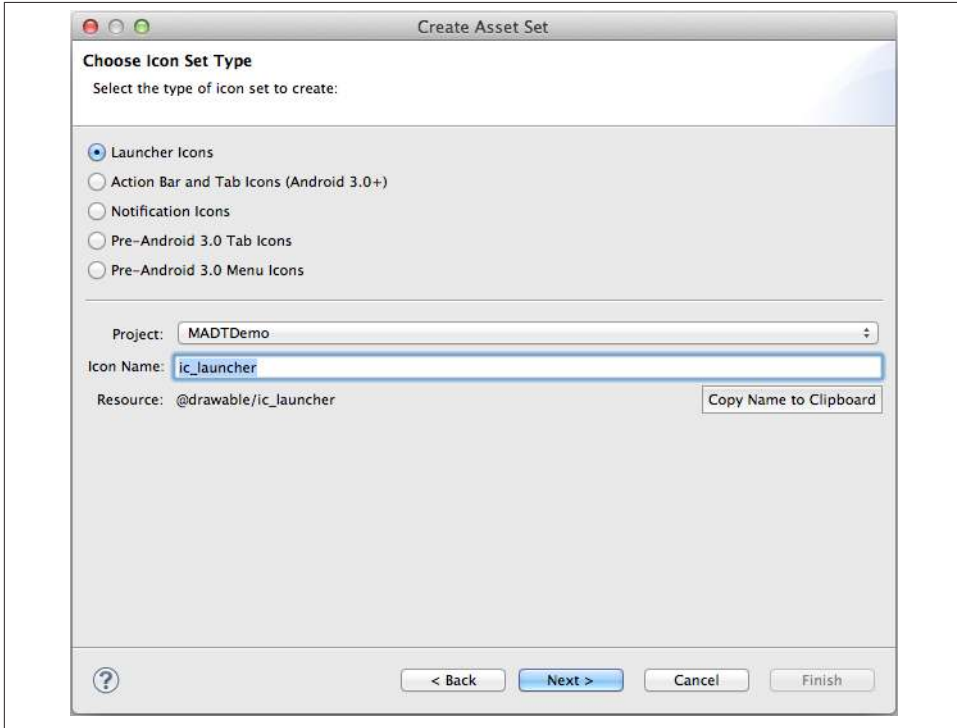 Create Asset Set
Choose Icon Set Type
Select the type of icon set to create:
Launcher Icons
Action Bar and Tab Icons (Android 3.0+)
Notification Icons
Pre-Android 3.0 Tab Icons
Pre-Android 3.0 Menu Icons
Project: MADTDemo
Icon Name: ic_launcher
Resource: @drawable/ic_launcher Copy Name to Clipboard
? < Back Next > Cancel Finish